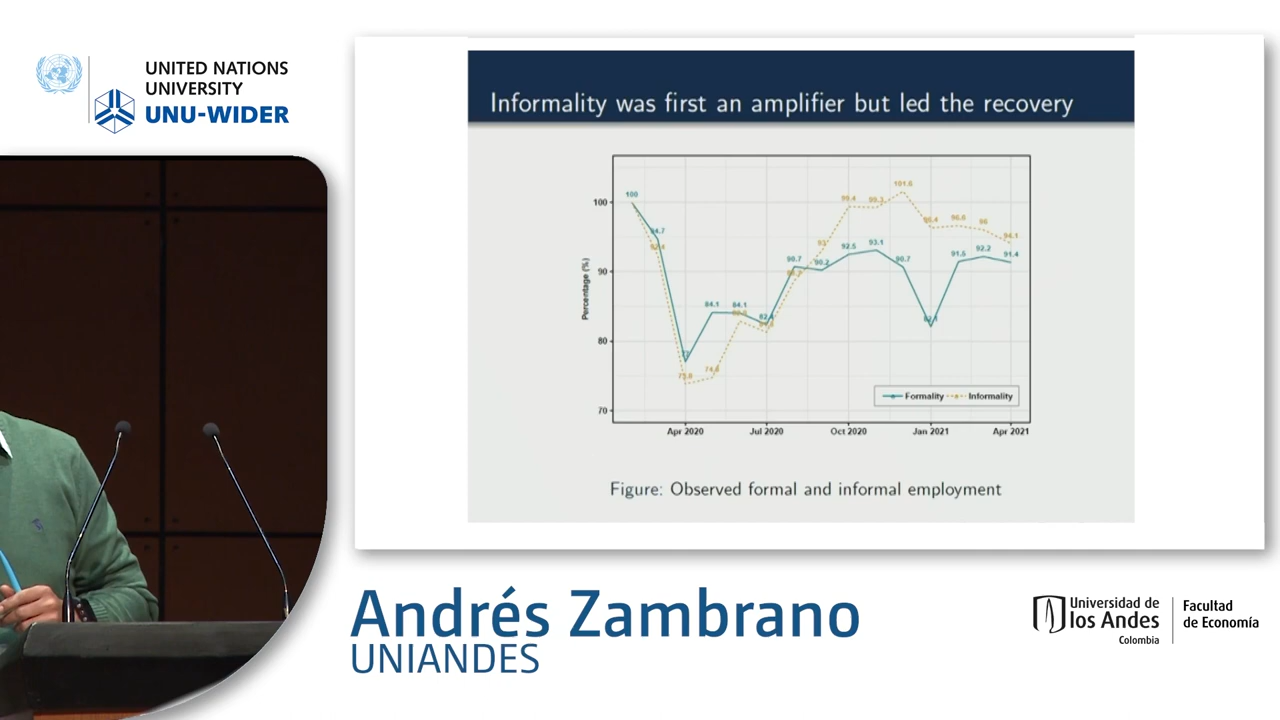 UNITED NATIONS
UNIVERSITY
UNU-WIDER
Informality was first an amplifier but led the recovery
100
101.6
99.4
99.3
96.6
96
94.1
94.7
100
90.7
90.2
92.5
93.1
90.7
91.5
92.2
91.4
90
Percentage (%)
84.1
84.1
80
70
Formality
Informality
Apr 2020
Jul 2020
Oct 2020
Jan 2021
Apr 2021
Figure: Observed formal and informal employment
Andrés Zambrano
UNIANDES
Universidad de
los Andes
Colombia
Facultad
de Economía